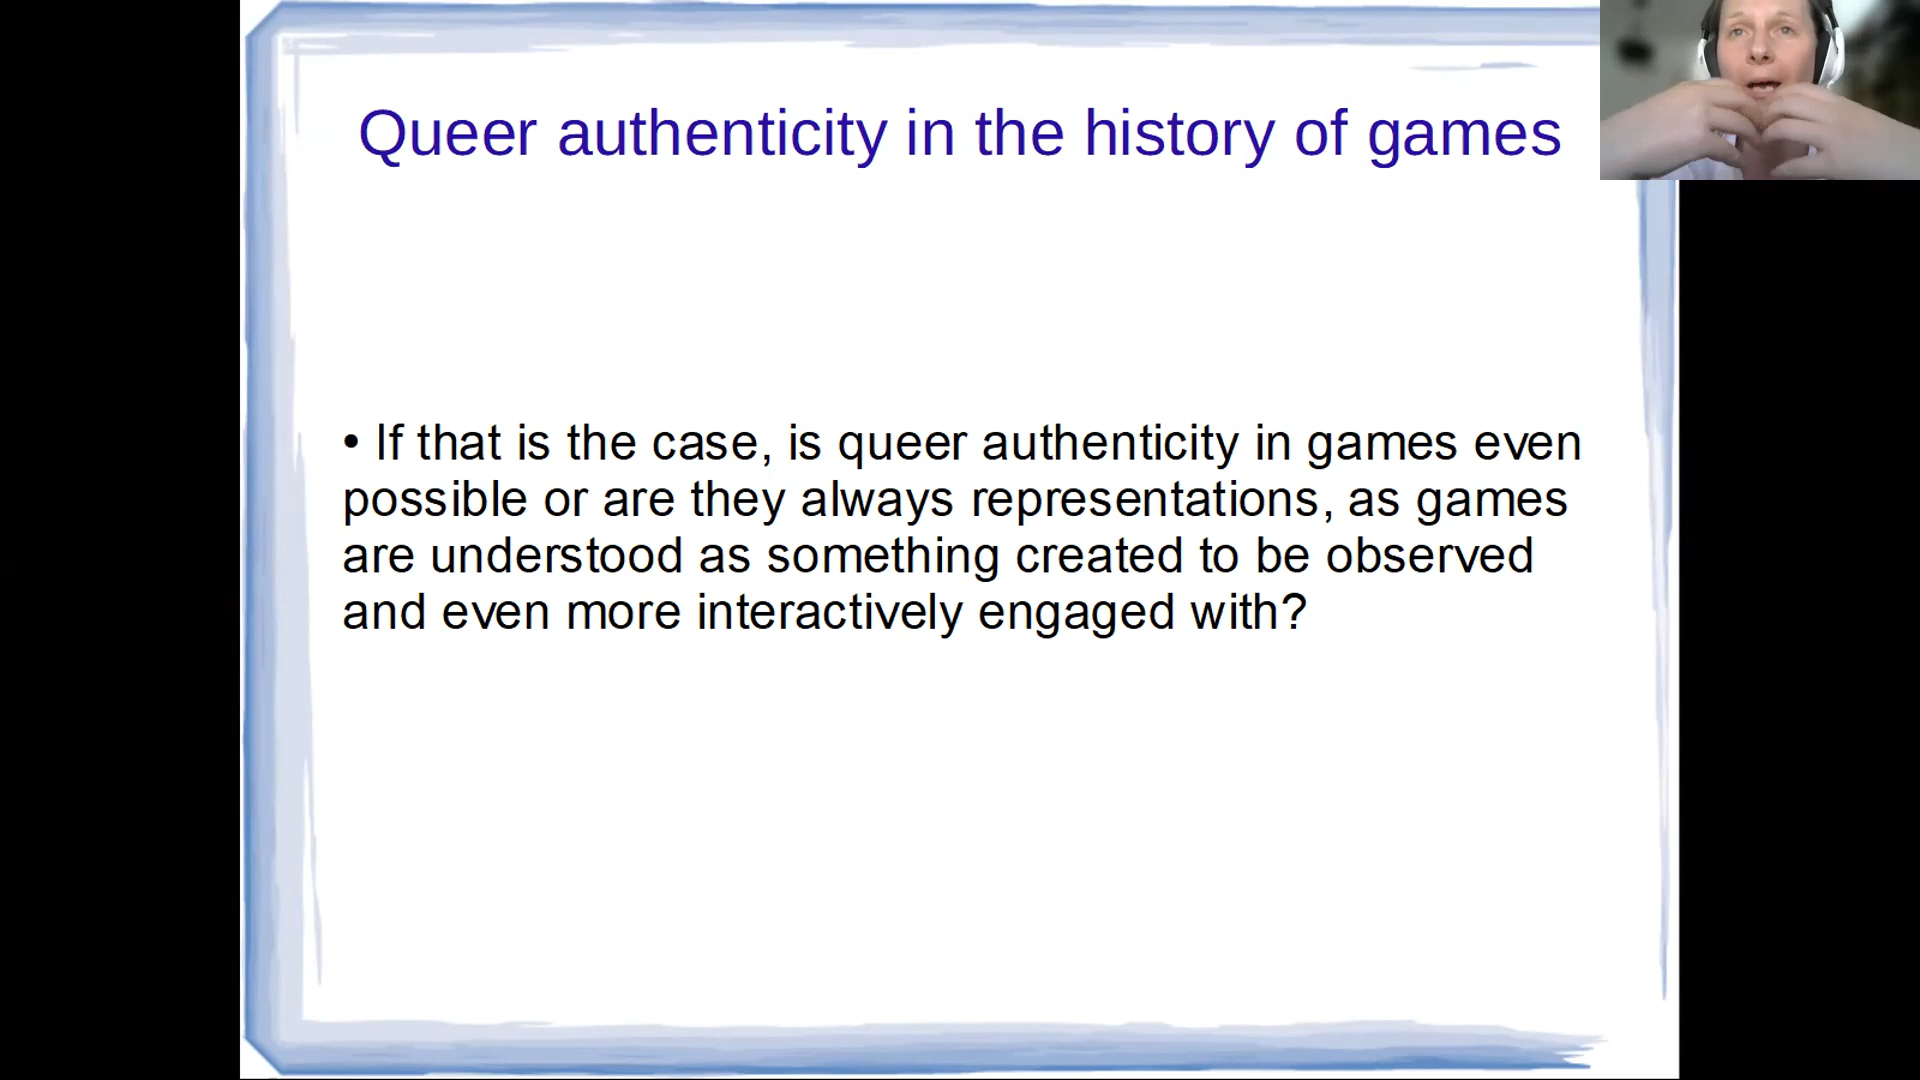 Queer authenticity in the history of games
• If that is the case, is queer authenticity in games even
possible or are they always representations, as games
are understood as something created to be observed
and even more interactively engaged with?